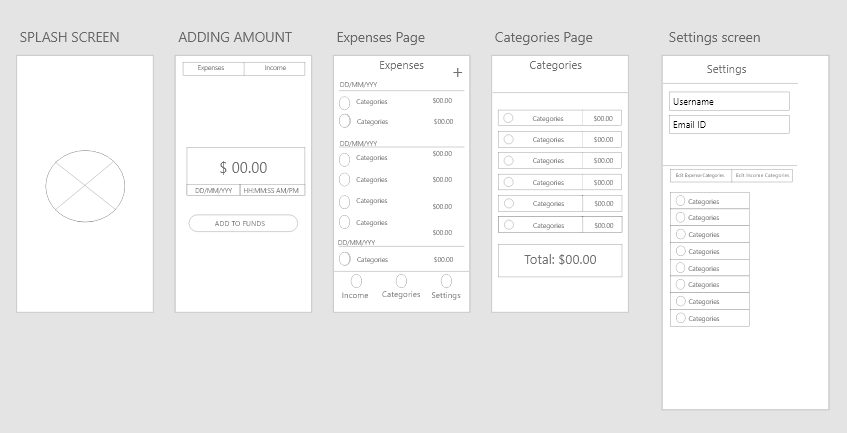 SPLASH SCREEN
ADDING AMOUNT
Expenses Income
$ 00.00
DD/MM/YYY HH:MM:SS AM/PM
ADD TO FUNDS
Expenses Page
Expenses
+
DD/MM/YYY
Categories $00.00
Categories $00.00
DD/MM/YYY
Categories $00.00
Categories $00.00
Categories $00.00
Categories $00.00
DD/MM/YYY
Categories $00.00
Income Categories Settings
Categories Page
Categories
Categories $00.00
Categories $00.00
Categories $00.00
Categories $00.00
Categories $00.00
Categories $00.00
Total: $00.00
Settings screen
Settings
Username
Email ID
Edit Expense Categories Edit Income Categories
Categories
Categories
Categories
Categories
Categories
Categories
Categories
Categories